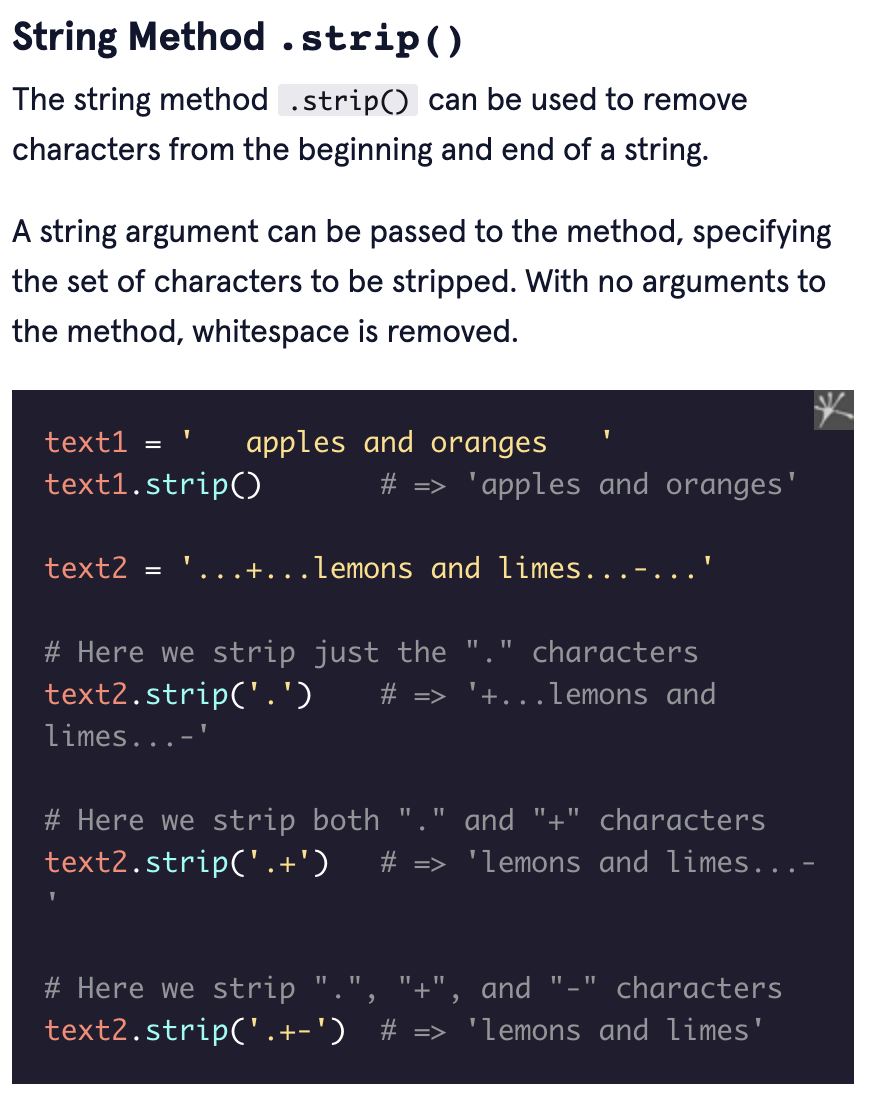 String Method .strip()
The string method .strip() can be used to remove
characters from the beginning and end of a string.
A string argument can be passed to the method, specifying
the set of characters to be stripped. With no arguments to
the method, whitespace is removed.
text1 = '   apples and oranges   '
text1.strip()       # => 'apples and oranges'
text2 = '...+...lemons and limes...-...'
# Here we strip just the "." characters
text2.strip('.')    # => '+...lemons and
limes...-'
# Here we strip both "." and "+" characters
text2.strip('.+')   # => 'lemons and limes...-
'
# Here we strip ".", "+", and "-" characters
text2.strip('.+-')  # => 'lemons and limes'